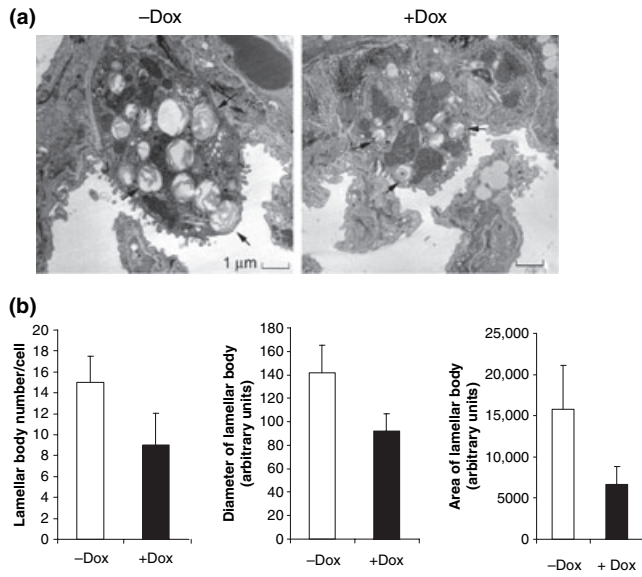 (a)
–Dox
+Dox
1 μm
(b)
Lamellar body number/cell
20
18
16
14
12
10
8
6
4
2
0
–Dox
+Dox
Diameter of lamellar body
(arbitrary units)
180
160
140
120
100
80
60
40
20
0
–Dox
+Dox
Area of lamellar body
(arbitrary units)
25,000
20,000
15,000
10,000
5000
0
–Dox
+ Dox